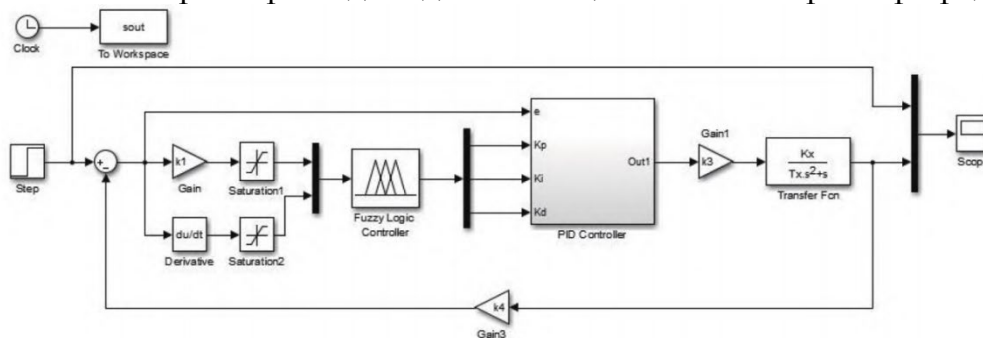 Clock
sout
To Workspace
Step
k1
Gain
Saturation1
du/dt
Derivative
Saturation2
Fuzzy Logic
Controller
e
Kp
Ki
Kd
Out1
PID Controller
Gain1
k3
Kx
Tx.s²+s
Transfer Fcn
Scop
k4
Gain3